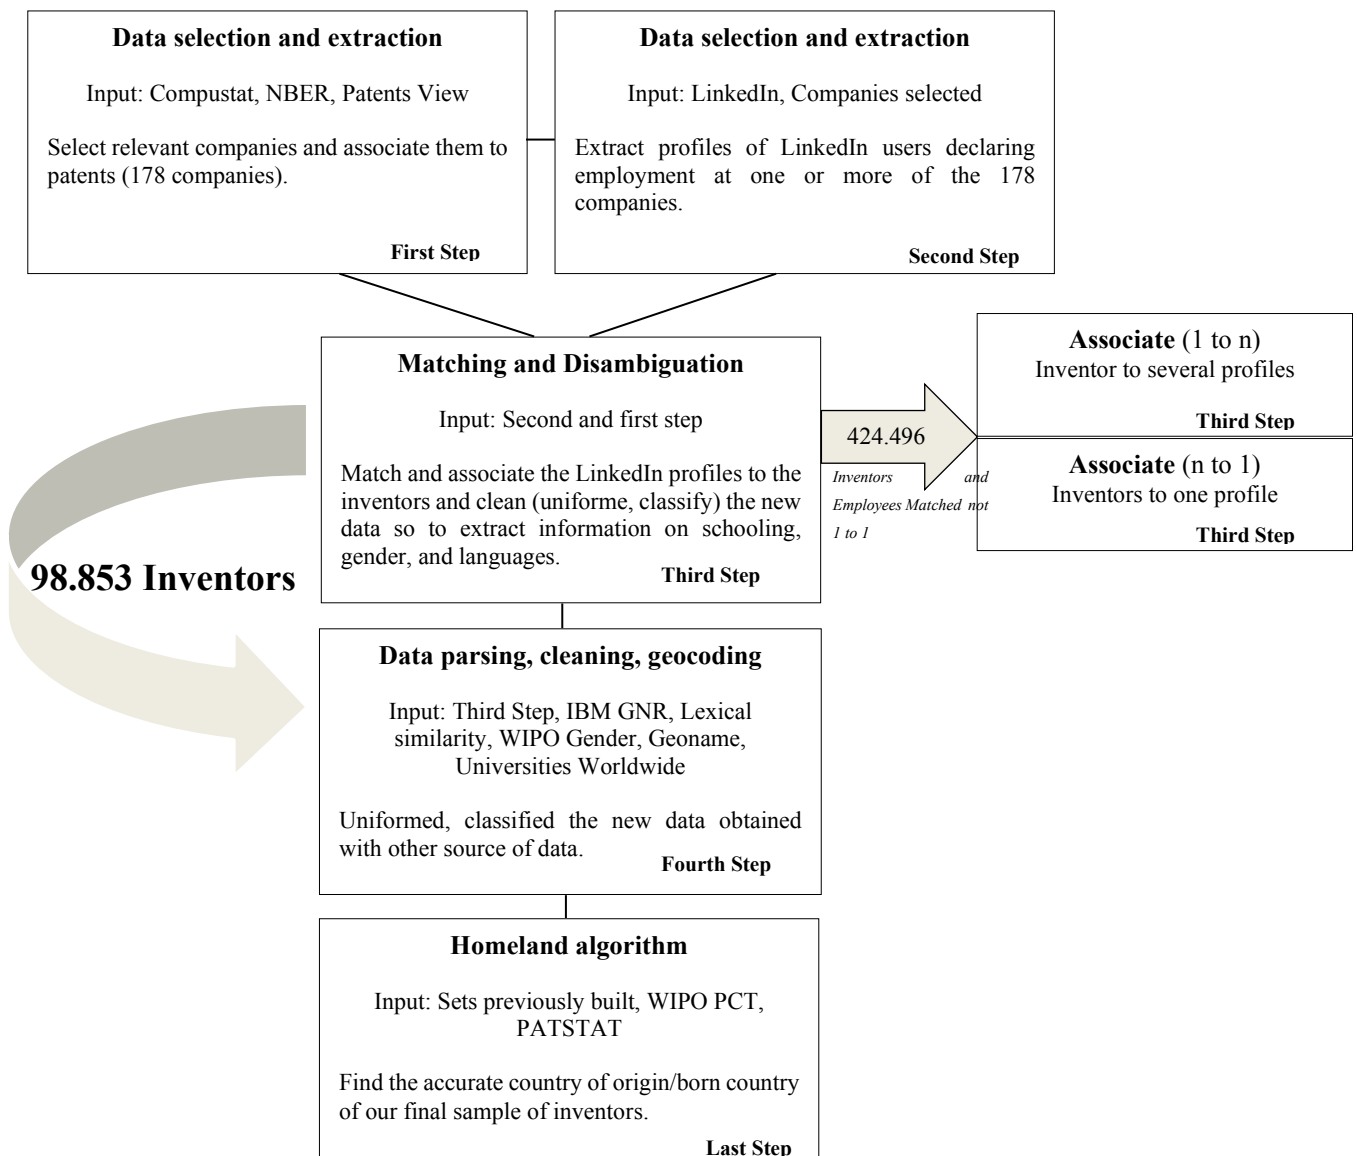 Data selection and extraction
Input: Compustat, NBER, Patents View
Select relevant companies and associate them to
patents (178 companies).
First Step
Data selection and extraction
Input: LinkedIn, Companies selected
Extract profiles of LinkedIn users declaring
employment at one or more of the 178
companies.
Second Step
Matching and Disambiguation
Input: Second and first step
Match and associate the LinkedIn profiles to the
inventors and clean (uniforme, classify) the new
data so to extract information on schooling,
gender, and languages.
Third Step
424.496
Inventors and
Employees Matched not
1 to 1
Associate (1 to n)
Inventor to several profiles
Third Step
Associate (n to 1)
Inventors to one profile
Third Step
98.853 Inventors
Data parsing, cleaning, geocoding
Input: Third Step, IBM GNR, Lexical
similarity, WIPO Gender, Geoname,
Universities Worldwide
Uniformed, classified the new data obtained
with other source of data.
Fourth Step
Homeland algorithm
Input: Sets previously built, WIPO PCT,
PATSTAT
Find the accurate country of origin/born country
of our final sample of inventors.
Last Step